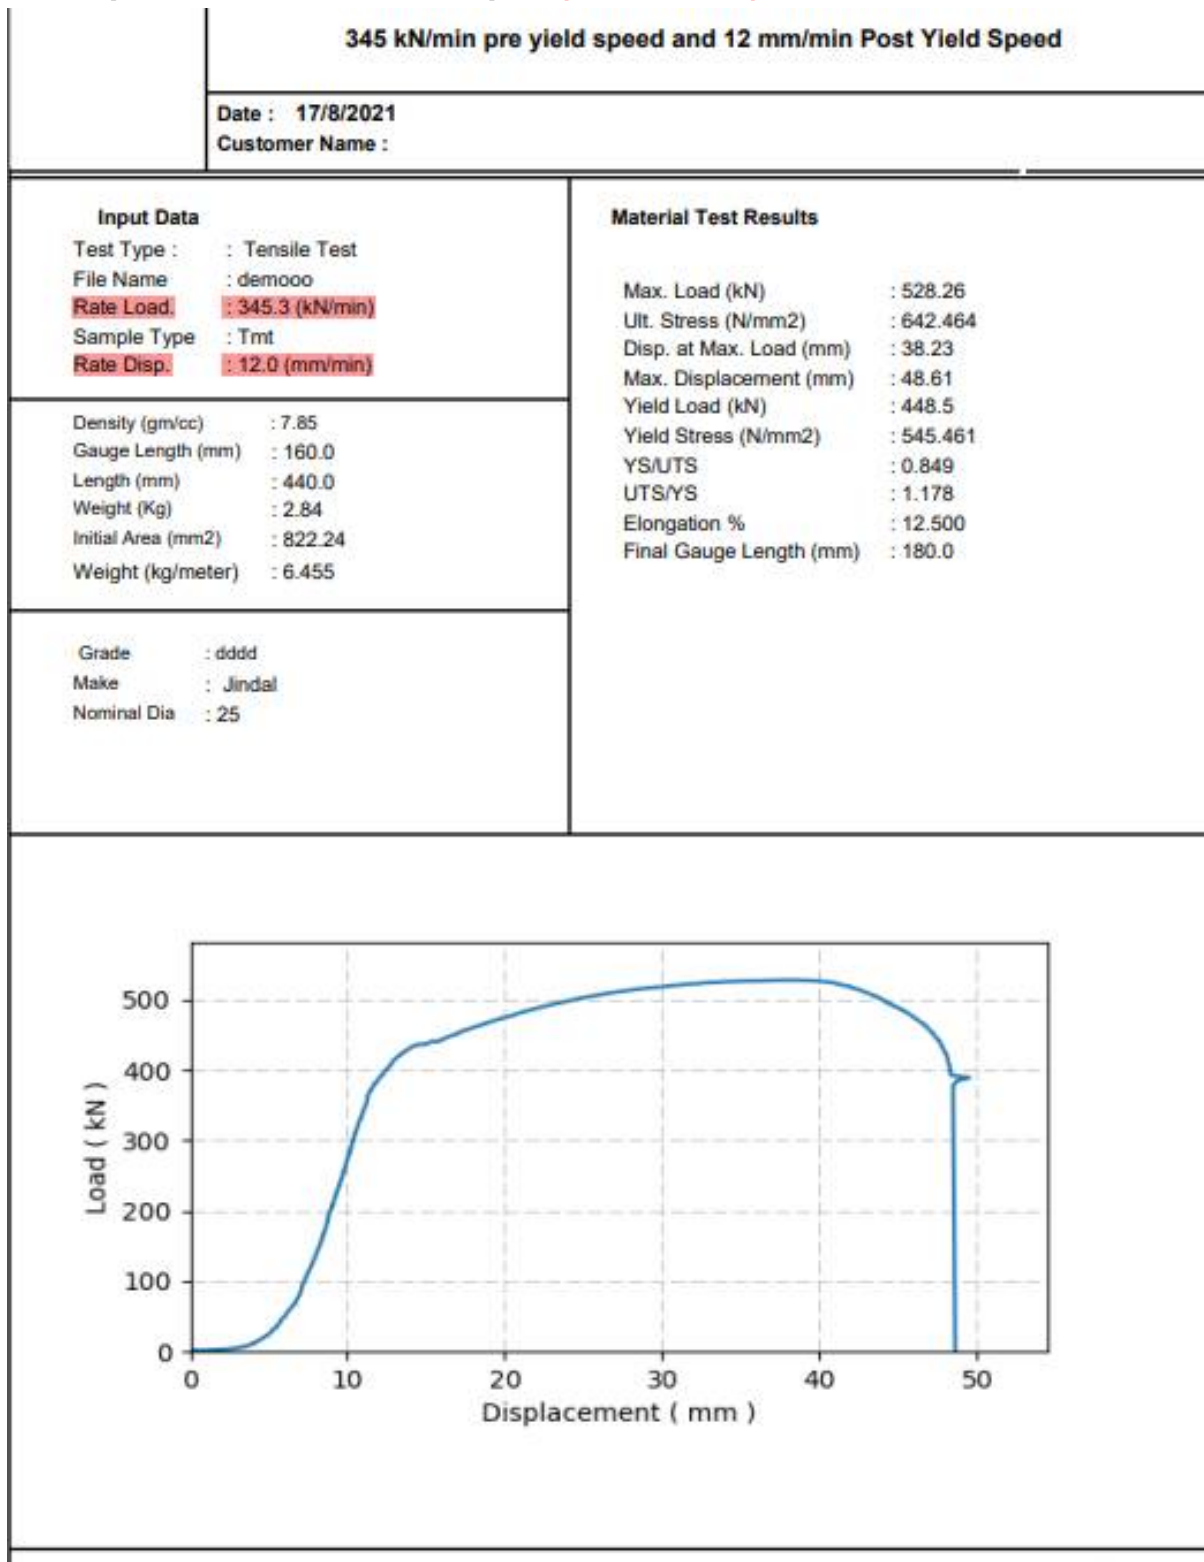 345 kN/min pre yield speed and 12 mm/min Post Yield Speed
Date : 17/8/2021
Customer Name :
Input Data
Test Type : : Tensile Test
File Name : demooo
Rate Load. : 345.3 (kN/min)
Sample Type : Tmt
Rate Disp. : 12.0 (mm/min)
Density (gm/cc) : 7.85
Gauge Length (mm) : 160.0
Length (mm) : 440.0
Weight (Kg) : 2.84
Initial Area (mm2) : 822.24
Weight (kg/meter) : 6.455
Grade : dddd
Make : Jindal
Nominal Dia : 25
Material Test Results
Max. Load (kN) : 528.26
Ult. Stress (N/mm2) : 642.464
Disp. at Max. Load (mm) : 38.23
Max. Displacement (mm) : 48.61
Yield Load (kN) : 448.5
Yield Stress (N/mm2) : 545.461
YS/UTS : 0.849
UTS/YS : 1.178
Elongation % : 12.500
Final Gauge Length (mm) : 180.0
Load ( kN )
500
400
300
200
100
0
0 10 20 30 40 50
Displacement ( mm )